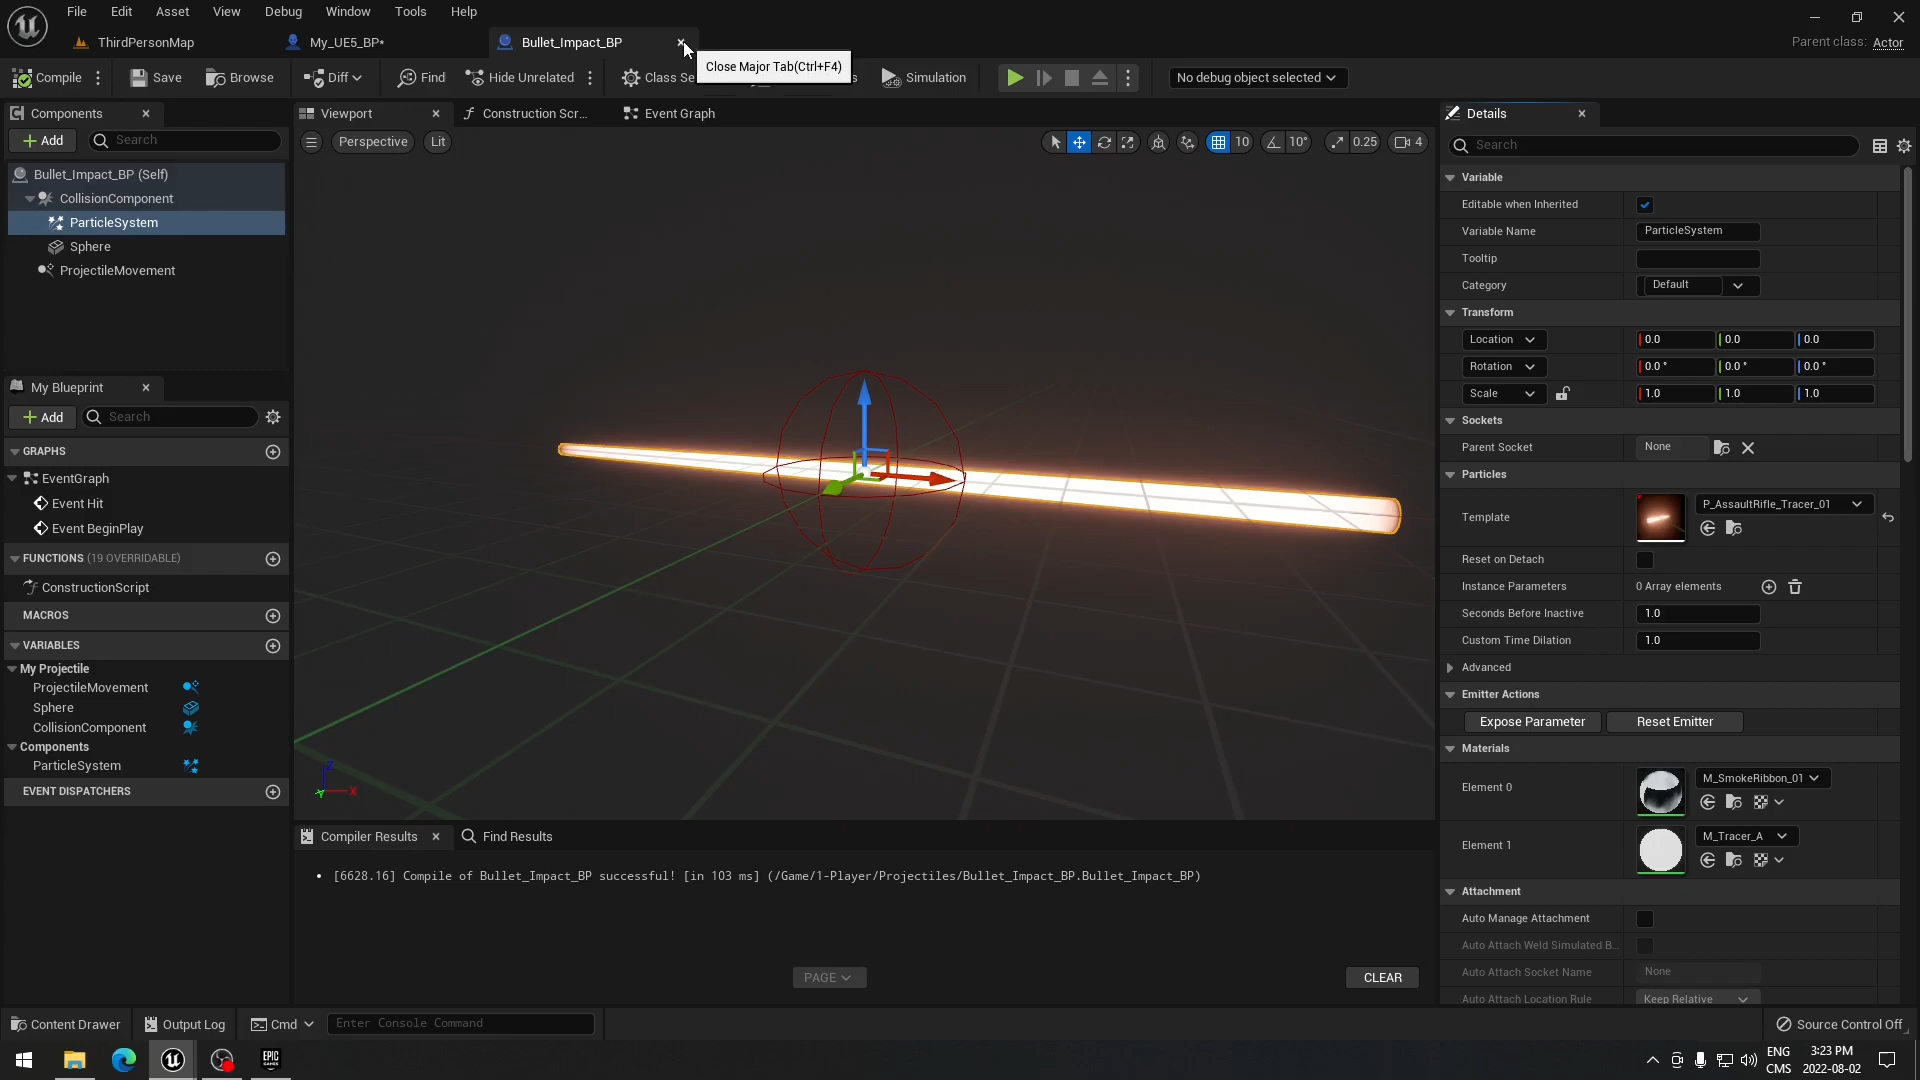 File Edit Asset View Debug Window Tools Help
ThirdPersonMap My_UE5_BP* Bullet_Impact_BP Parent class: Actor
Close Major Tab(Ctrl+F4)
Compile Save Browse Diff Find Hide Unrelated Class Se s Simulation No debug object selected
Components Viewport Construction Scr... Event Graph Details
Add Search Perspective Lit 10 10° 0.25 4 Search
Bullet_Impact_BP (Self)
CollisionComponent
ParticleSystem
Sphere
ProjectileMovement
My Blueprint
Add Search
GRAPHS
EventGraph
Event Hit
Event BeginPlay
FUNCTIONS (19 OVERRIDABLE)
ConstructionScript
MACROS
VARIABLES
My Projectile
ProjectileMovement
Sphere
CollisionComponent
Components
ParticleSystem
EVENT DISPATCHERS
Z
X
Y
Compiler Results Find Results
• [6628.16] Compile of Bullet_Impact_BP successful! [in 103 ms] (/Game/1-Player/Projectiles/Bullet_Impact_BP.Bullet_Impact_BP)
PAGE CLEAR
Variable
Editable when Inherited
Variable Name ParticleSystem
Tooltip
Category Default
Transform
Location 0.0 0.0 0.0
Rotation 0.0 ° 0.0 ° 0.0 °
Scale 1.0 1.0 1.0
Sockets
Parent Socket None
Particles
Template P_AssaultRifle_Tracer_01
Reset on Detach
Instance Parameters 0 Array elements
Seconds Before Inactive 1.0
Custom Time Dilation 1.0
Advanced
Emitter Actions
Expose Parameter Reset Emitter
Materials
Element 0 M_SmokeRibbon_01
Element 1 M_Tracer_A
Attachment
Auto Manage Attachment
Auto Attach Weld Simulated B...
Auto Attach Socket Name None
Auto Attach Location Rule Keep Relative
Content Drawer Output Log Cmd Enter Console Command Source Control Off
EPIC GAMES
ENG 3:23 PM
CMS 2022-08-02